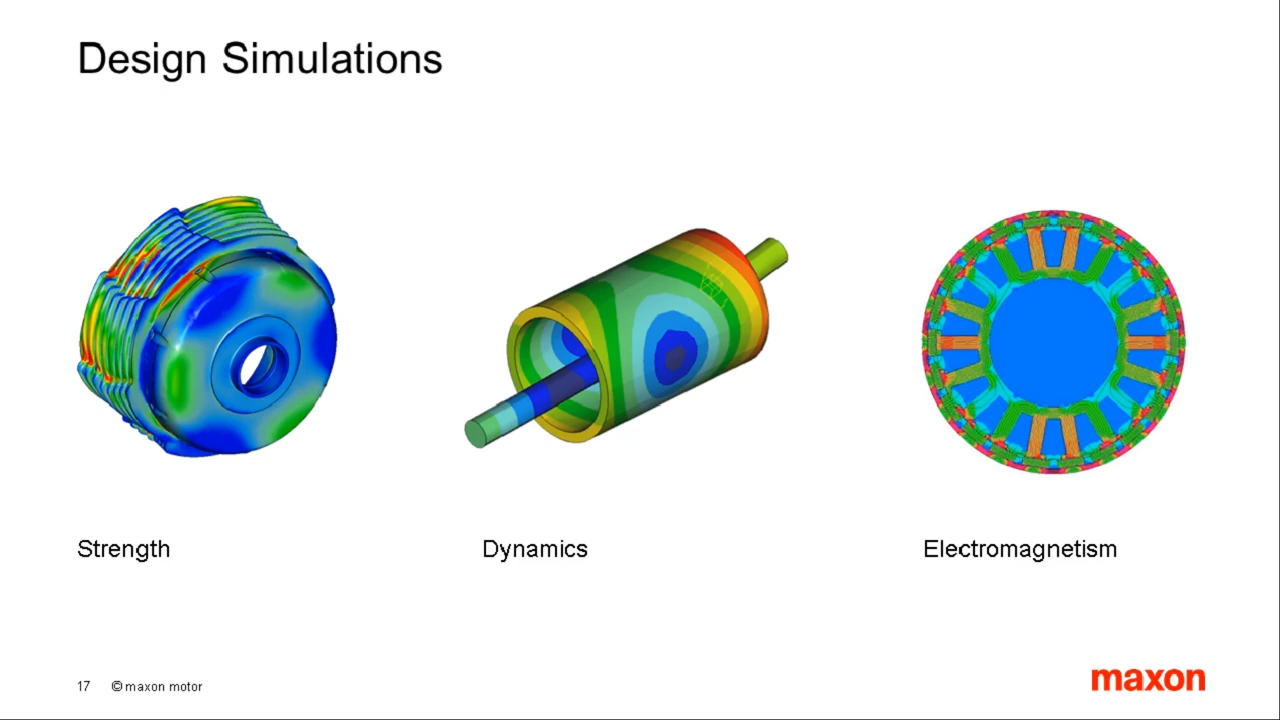 Design Simulations
Strength
Dynamics
Electromagnetism
17
© maxon motor
maxon